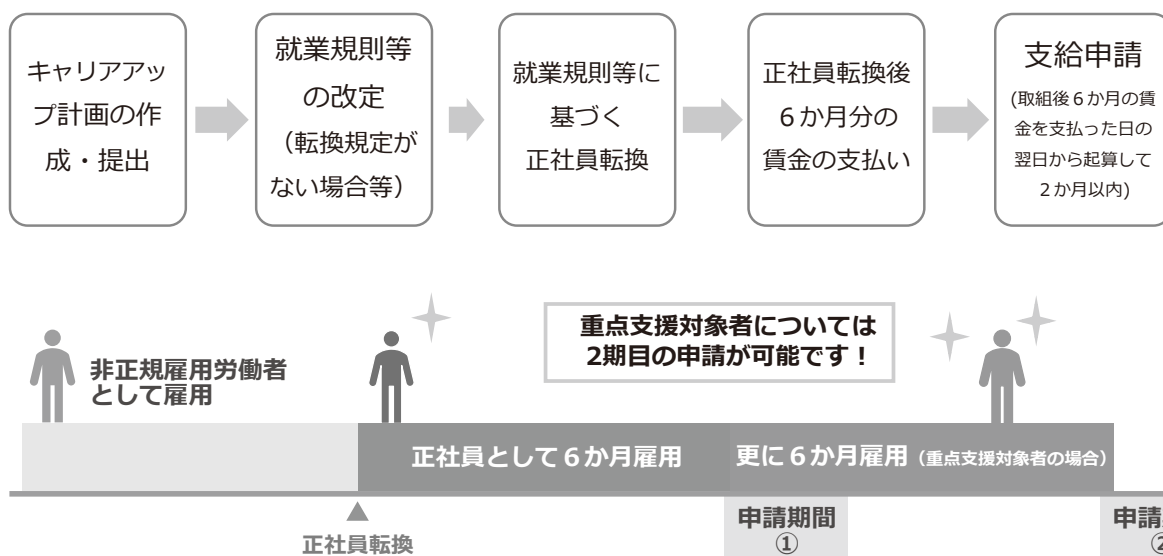 キャリアアッ
プ計画の作
成・提出
就業規則等
の改定
（転換規定が
ない場合等）
就業規則等に
基づく
正社員転換
正社員転換後
６か月分の
賃金の支払い
支給申請
(取組後６か月の賃
金を支払った日の
翌日から起算して
２か月以内)
重点支援対象者については
2期目の申請が可能です！
非正規雇用労働者
として雇用
正社員として６か月雇用
更に６か月雇用（重点支援対象者の場合）
正社員転換
申請期間
①
申請